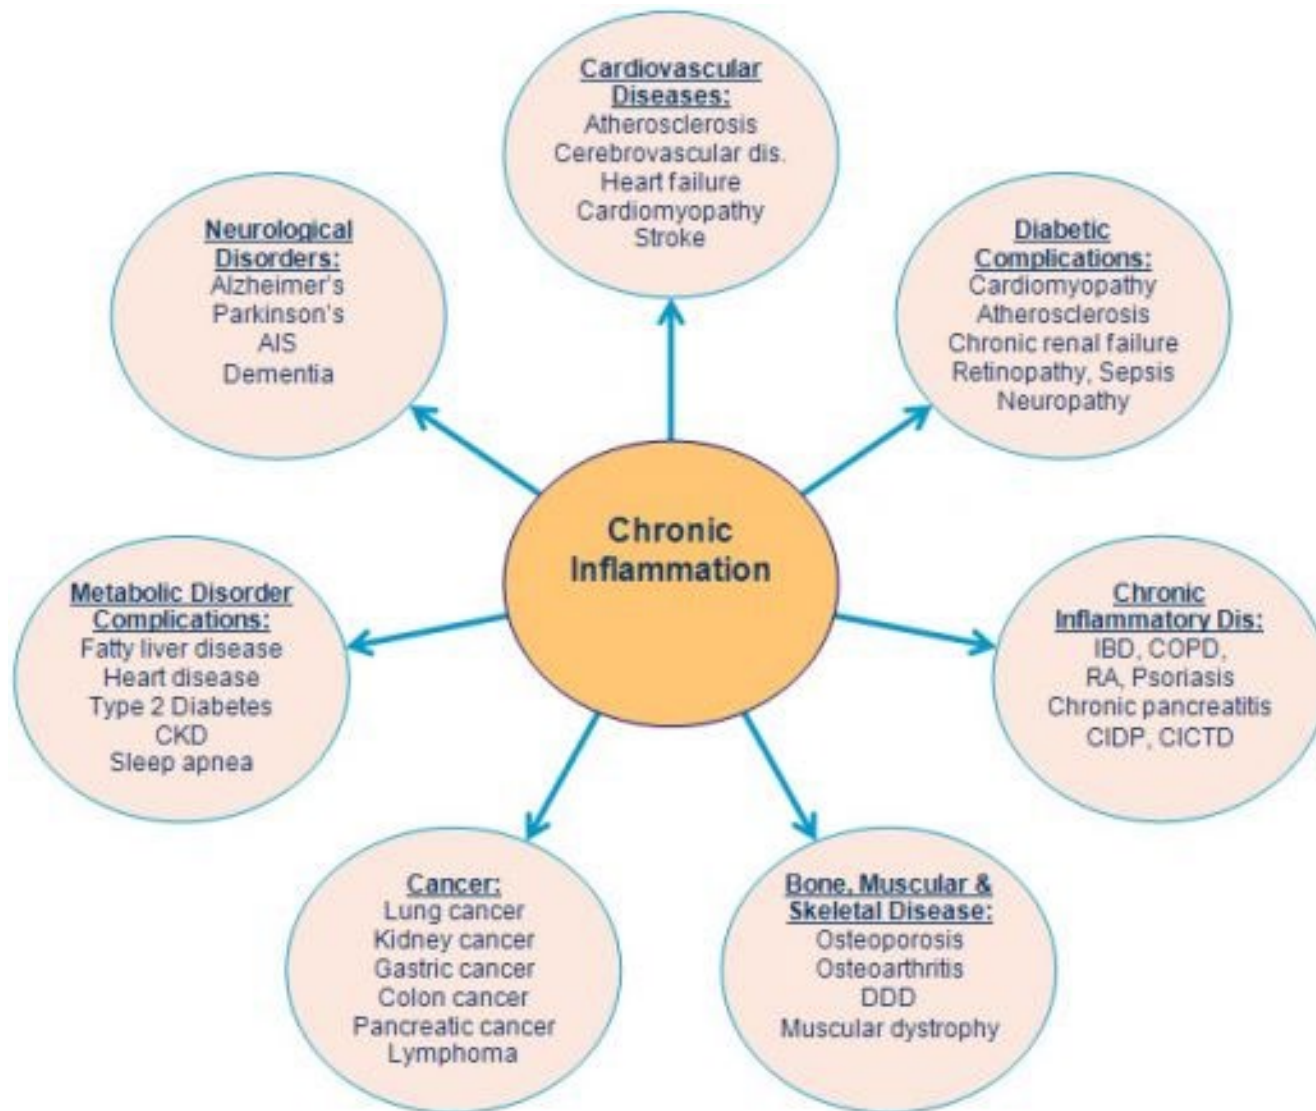 Cardiovascular
Diseases:
Atherosclerosis
Cerebrovascular dis.
Heart failure
Cardiomyopathy
Stroke
Neurological
Disorders:
Alzheimer's
Parkinson's
AIS
Dementia
Diabetic
Complications:
Cardiomyopathy
Atherosclerosis
Chronic renal failure
Retinopathy, Sepsis
Neuropathy
Chronic
Inflammation
Metabolic Disorder
Complications:
Fatty liver disease
Heart disease
Type 2 Diabetes
CKD
Sleep apnea
Chronic
Inflammatory Dis:
IBD, COPD,
RA, Psoriasis
Chronic pancreatitis
CIDP, CICTD
Cancer:
Lung cancer
Kidney cancer
Gastric cancer
Colon cancer
Pancreatic cancer
Lymphoma
Bone, Muscular &
Skeletal Disease:
Osteoporosis
Osteoarthritis
DDD
Muscular dystrophy